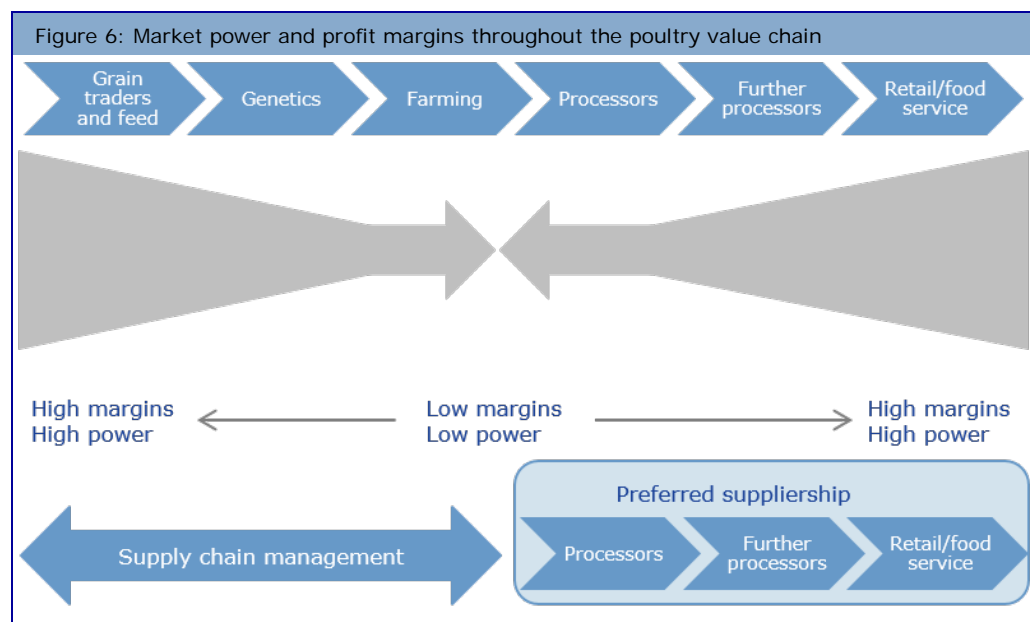 Figure 6: Market power and profit margins throughout the poultry value chain
Grain
traders
and feed
Genetics
Farming
Processors
Further
processors
Retail/food
service
High margins
High power
Low margins
Low power
High margins
High power
Supply chain management
Preferred suppliership
Processors
Further
processors
Retail/food
service